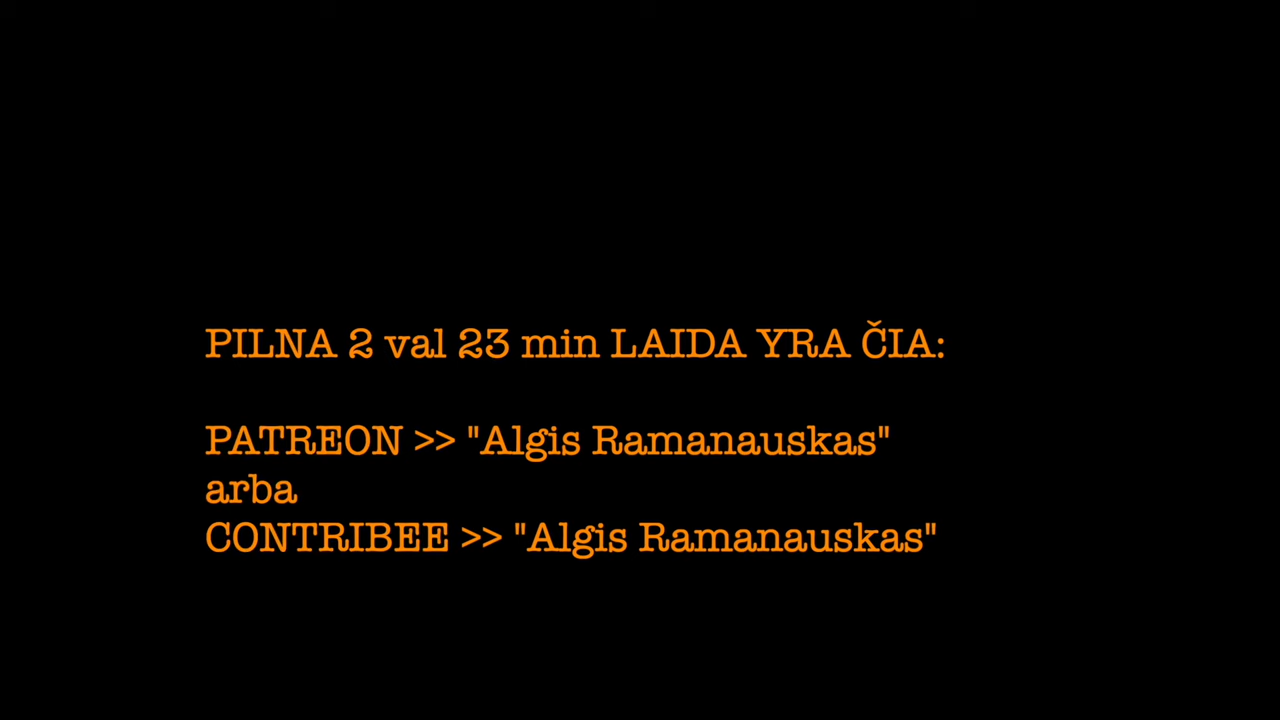 PILNA 2 val 23 min LAIDA YRA ČIA:
PATREON >> "Algis Ramanauskas"
arba
CONTRIBEE >> "Algis Ramanauskas"